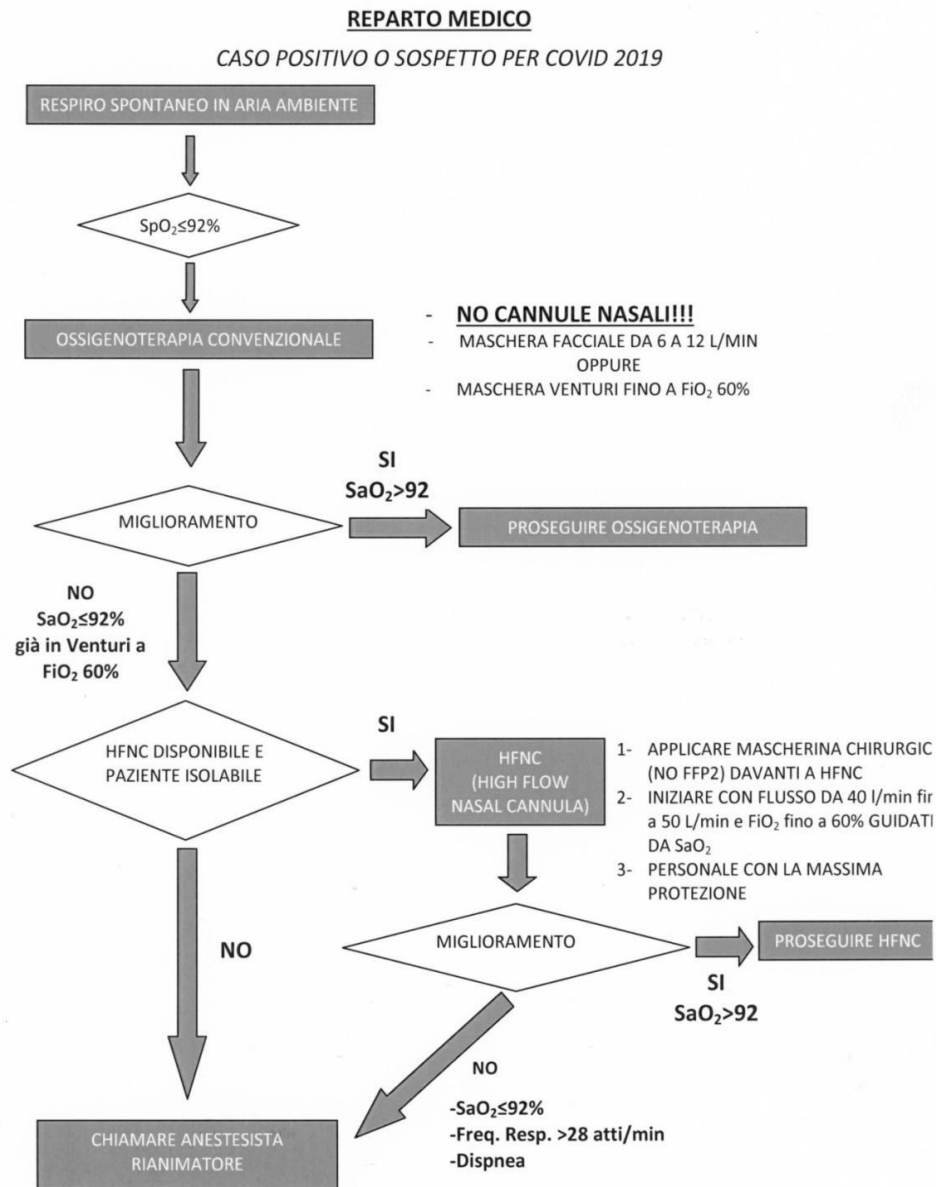 REPARTO MEDICO
CASO POSITIVO O SOSPETTO PER COVID 2019
RESPIRO SPONTANEO IN ARIA AMBIENTE
SpO₂≤92%
OSSIGENOTERAPIA CONVENZIONALE
- NO CANNULE NASALI!!!
- MASCHERA FACCIALE DA 6 A 12 L/MIN
OPPURE
- MASCHERA VENTURI FINO A FiO₂ 60%
MIGLIORAMENTO
SI
SaO₂>92
PROSEGUIRE OSSIGENOTERAPIA
NO
SaO₂≤92%
già in Venturi a
FiO₂ 60%
HFNC DISPONIBILE E
PAZIENTE ISOLABILE
SI
HFNC
(HIGH FLOW
NASAL CANNULA)
1- APPLICARE MASCHERINA CHIRURGIC
(NO FFP2) DAVANTI A HFNC
2- INIZIARE CON FLUSSO DA 40 l/min fin
a 50 L/min e FiO₂ fino a 60% GUIDATI
DA SaO₂
3- PERSONALE CON LA MASSIMA
PROTEZIONE
NO
MIGLIORAMENTO
PROSEGUIRE HFNC
SI
SaO₂>92
NO
-SaO₂≤92%
-Freq. Resp. >28 atti/min
-Dispnea
CHIAMARE ANESTESISTA
RIANIMATORE